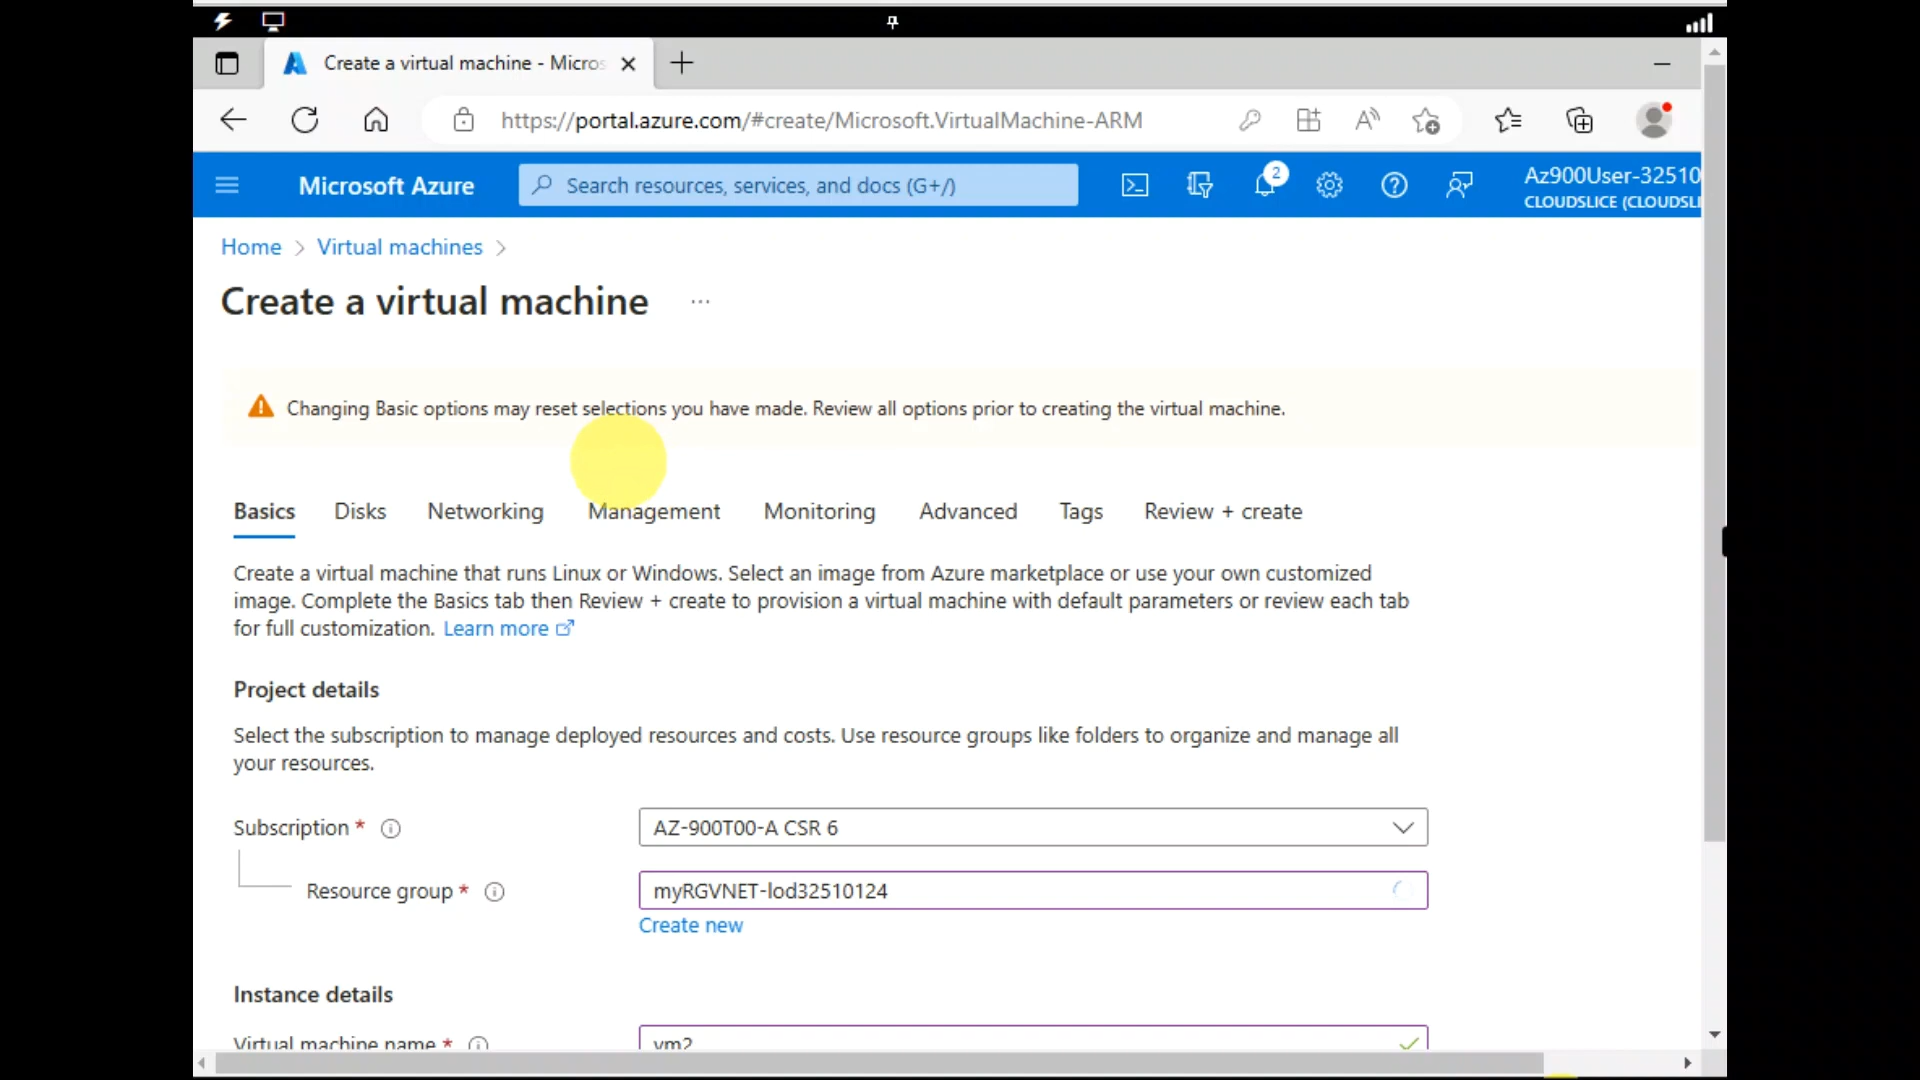 Create a virtual machine - Micros
https://portal.azure.com/#create/Microsoft.VirtualMachine-ARM
Microsoft Azure
Search resources, services, and docs (G+/)
2
Az900User-32510
CLOUDSLICE (CLOUDSLI
Home > Virtual machines >
Create a virtual machine ...
Changing Basic options may reset selections you have made. Review all options prior to creating the virtual machine.
Basics Disks Networking Management Monitoring Advanced Tags Review + create
Create a virtual machine that runs Linux or Windows. Select an image from Azure marketplace or use your own customized
image. Complete the Basics tab then Review + create to provision a virtual machine with default parameters or review each tab
for full customization. Learn more
Project details
Select the subscription to manage deployed resources and costs. Use resource groups like folders to organize and manage all
your resources.
Subscription *
AZ-900T00-A CSR 6
Resource group *
myRGVNET-lod32510124
Create new
Instance details
Virtual machine name *
vm2